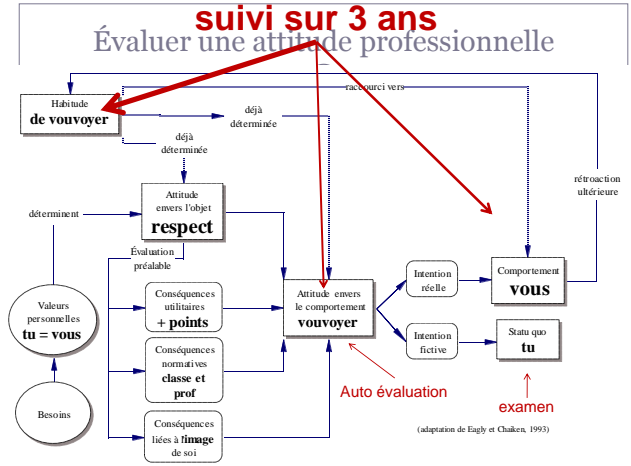 suivi sur 3 ans
Évaluer une attitude professionnelle
Habitude
de vouvoyer
raccourci vers
déjà
déterminée
déjà
déterminée
rétroaction
ultérieure
Attitude
envers l'objet
respect
déterminent
Évaluation
préalable
Valeurs
personnelles
tu = vous
Besoins
Conséquences
utilitaires
+ points
Conséquences
normatives
classe et
prof
Conséquences
liées à l'image
de soi
Attitude envers
le comportement
vouvoyer
Intention
réelle
Intention
fictive
Comportement
vous
Statu quo
tu
Auto évaluation
examen
(adaptation de Eagly et Chaiken, 1993)